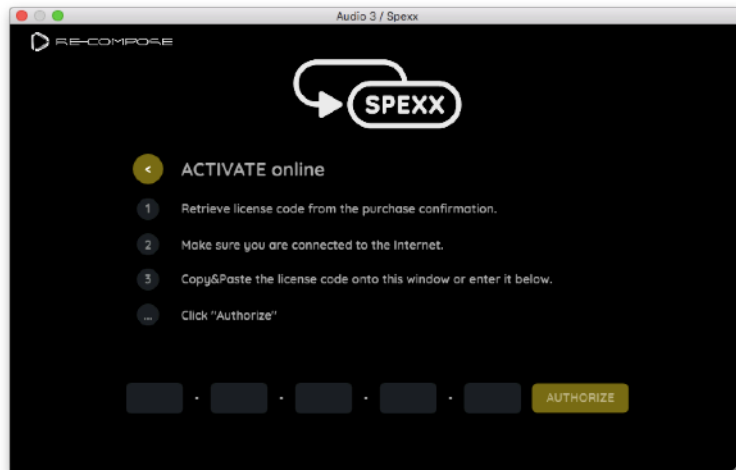 Audio 3 / Spexx
RE-COMPOSE
SPEXX
< ACTIVATE online
1 Retrieve license code from the purchase confirmation.
2 Make sure you are connected to the Internet.
3 Copy&Paste the license code onto this window or enter it below.
... Click "Authorize"
- - - - AUTHORIZE